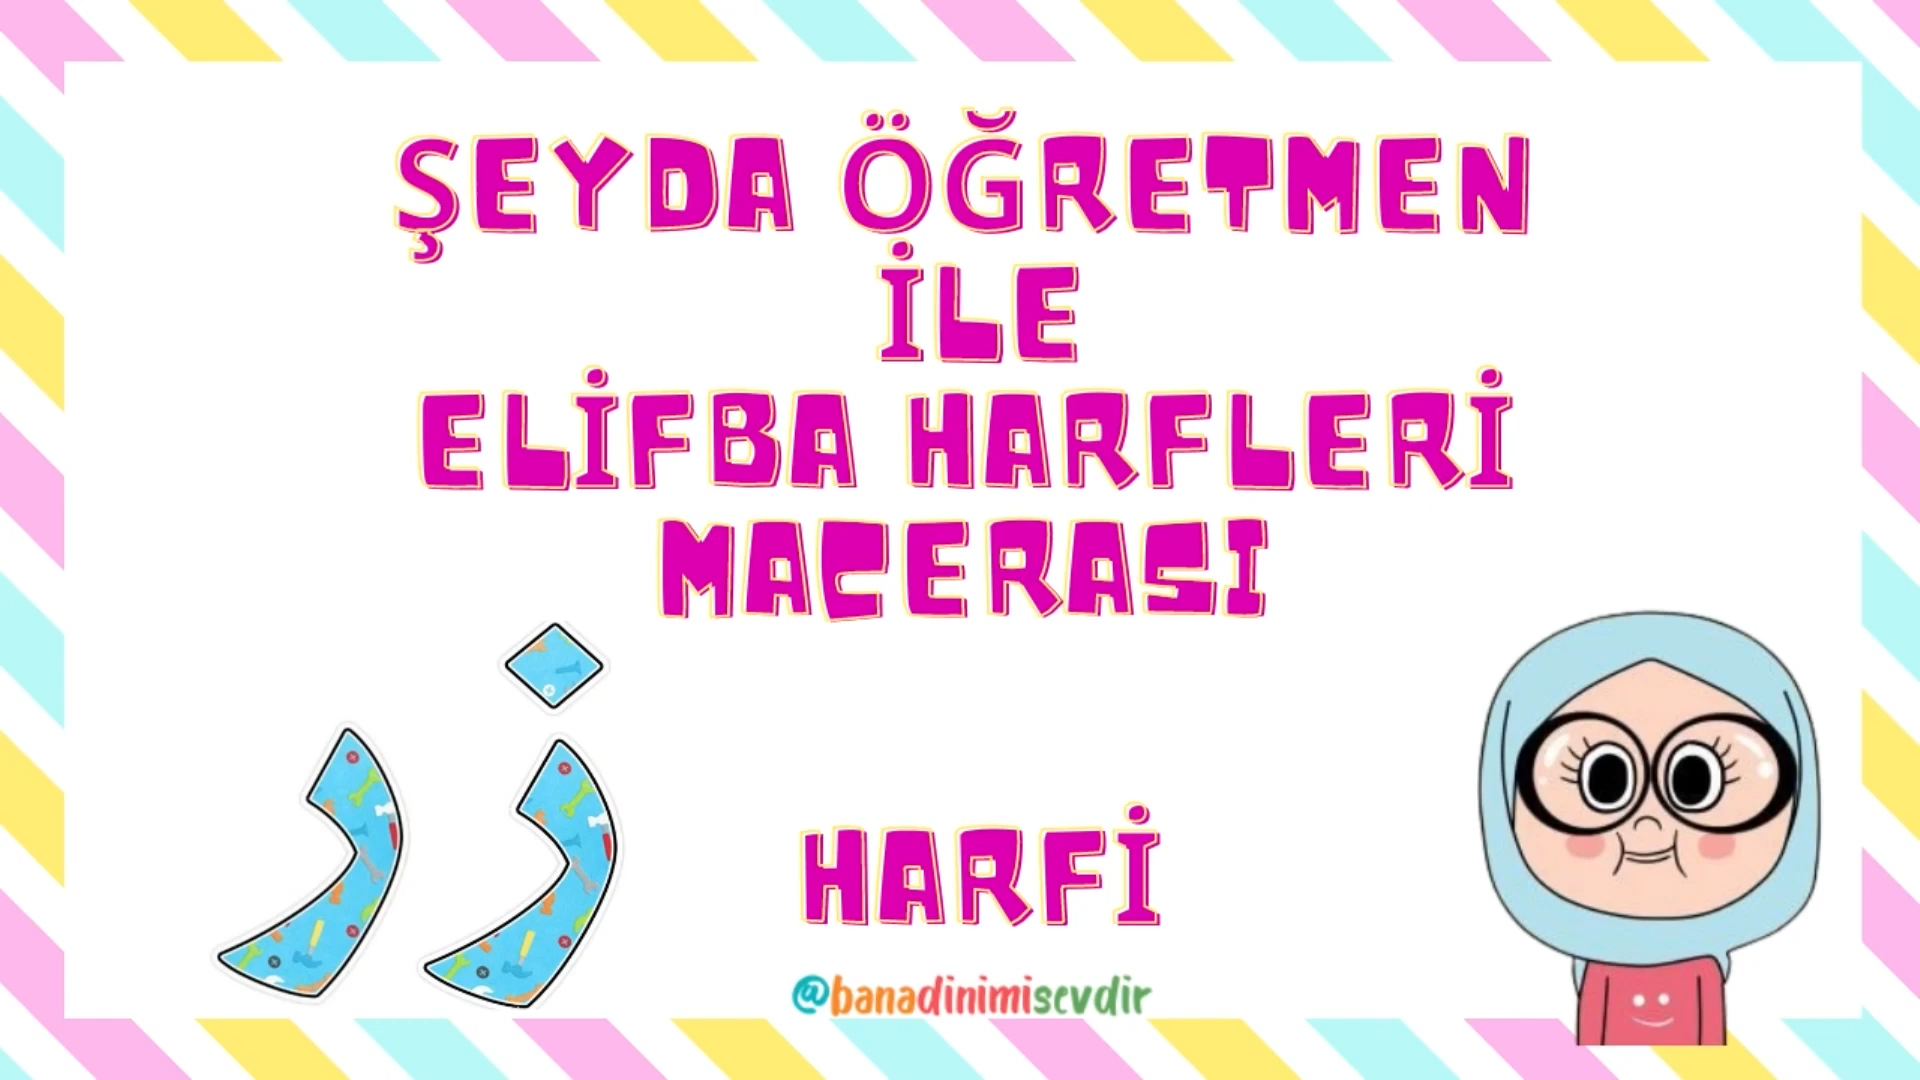 ŞEYDA ÖĞRETMEN
İLE
ELİFBA HARFLERİ
MACERASI
ر ز HARFİ
@banadinimisevdir